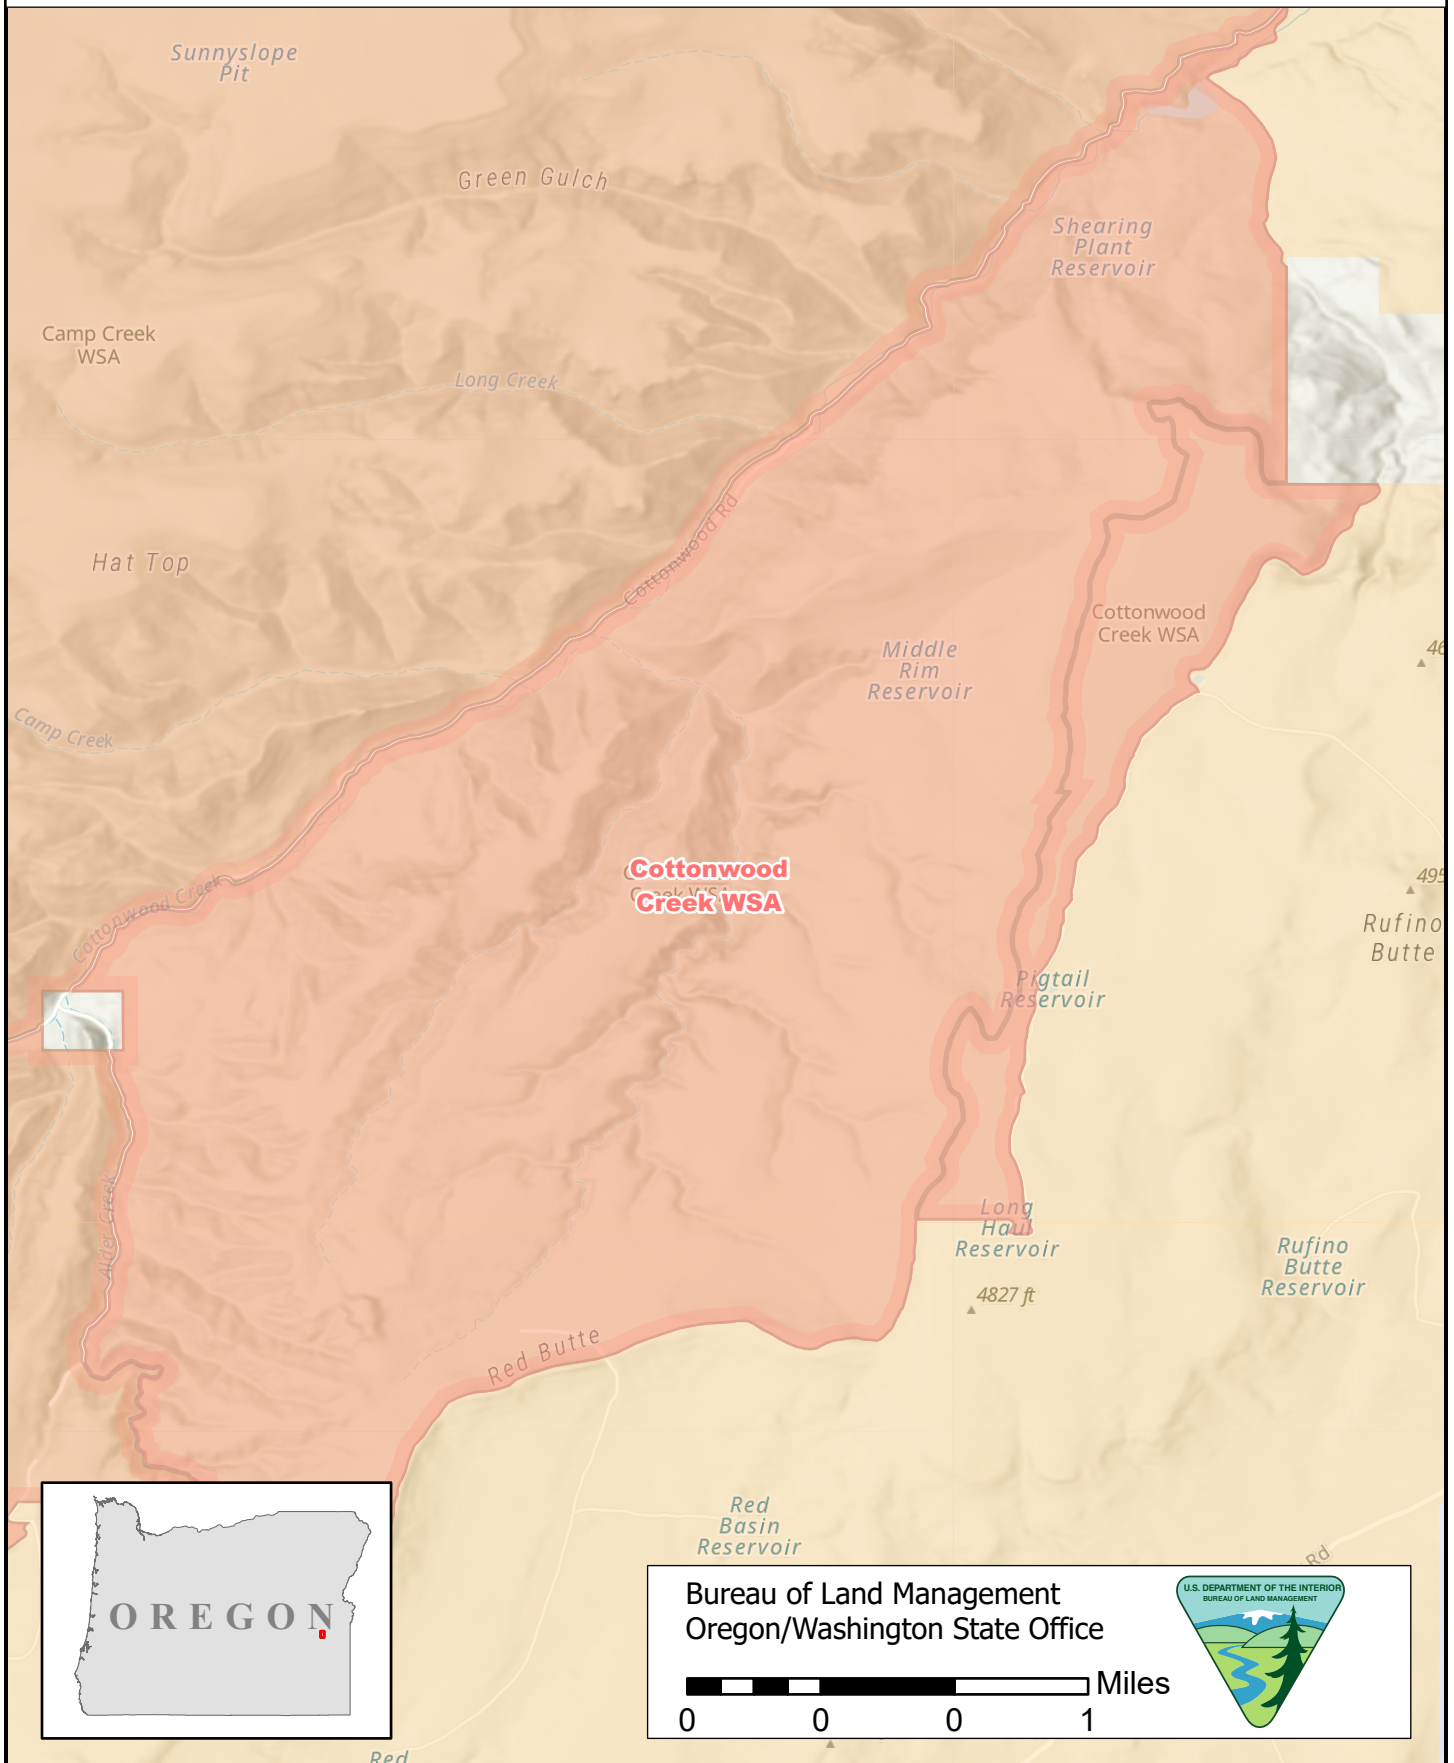 Sunnyslope
Pit
Green Gulch
Shearing
Plant
Reservoir
Camp Creek
WSA
Long Creek
Cottonwood Rd
Hat Top
Cottonwood
Creek WSA
Middle
Rim
Reservoir
Camp Creek
Cottonwood
Creek WSA
Creek WSA
Cottonwood Creek
Rufino
Butte
Pigtail
Reservoir
Alder Creek
Long
Haul
Reservoir
Rufino
Butte
Reservoir
4827 ft
Red Butte
Red
Basin
Reservoir
Rd
OREGON
Bureau of Land Management
Oregon/Washington State Office
Miles
0 0 0 1
U.S. DEPARTMENT OF THE INTERIOR
BUREAU OF LAND MANAGEMENT
Red